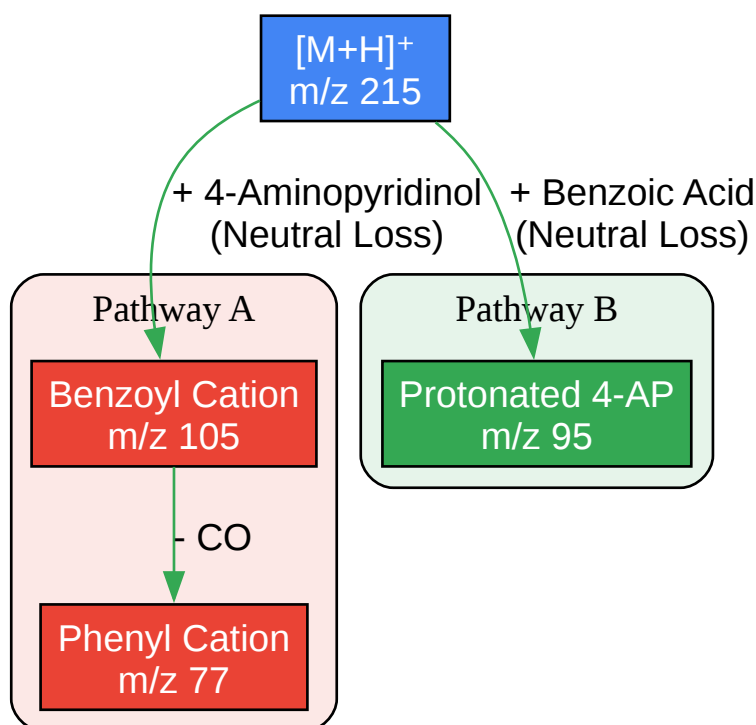 [M+H]⁺
m/z 215
+ 4-Aminopyridinol
(Neutral Loss)
+ Benzoic Acid
(Neutral Loss)
Pathway A
Pathway B
Benzoyl Cation
m/z 105
Protonated 4-AP
m/z 95
- CO
Phenyl Cation
m/z 77